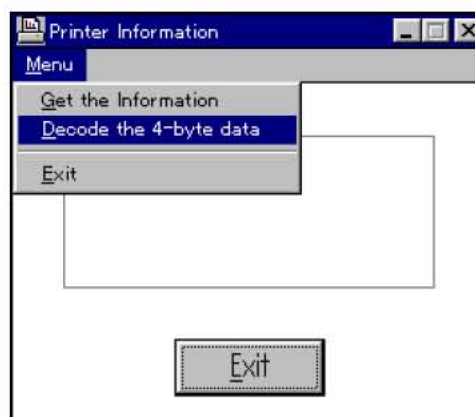 Printer Information
Menu
Get the Information
Decode the 4-byte data
Exit
Exit